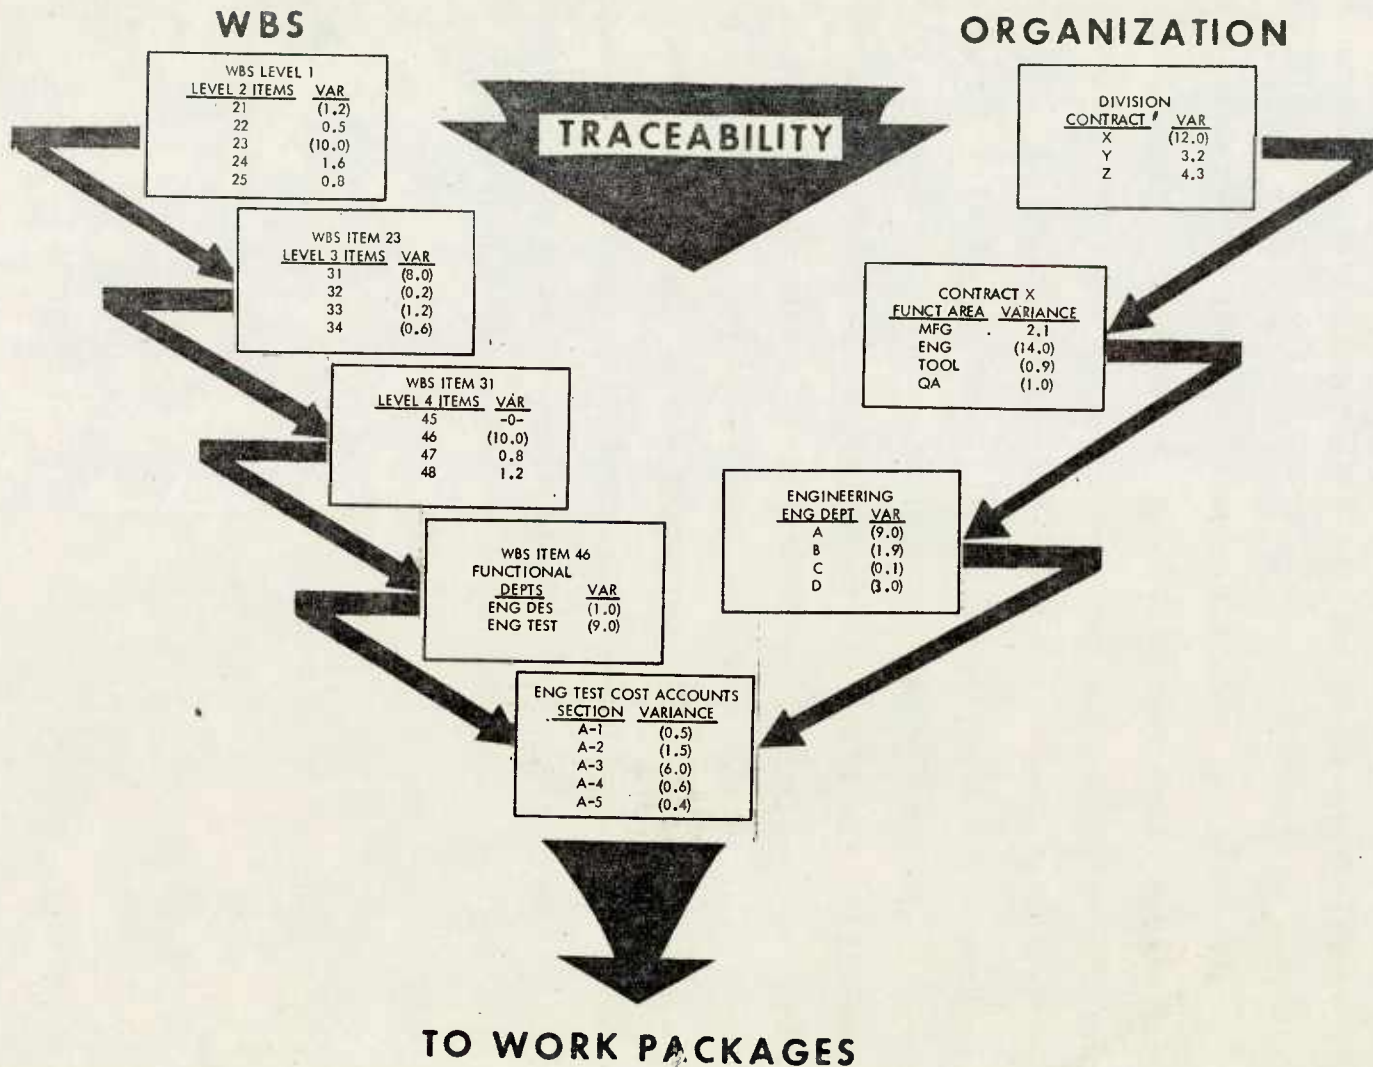 WBS
ORGANIZATION
TRACEABILITY
WBS LEVEL 1
LEVEL 2 ITEMS VAR
21 (1.2)
22 0.5
23 (10.0)
24 1.6
25 0.8
WBS ITEM 23
LEVEL 3 ITEMS VAR
31 (8.0)
32 (0.2)
33 (1.2)
34 (0.6)
WBS ITEM 31
LEVEL 4 ITEMS VAR
45 -0-
46 (10.0)
47 0.8
48 1.2
WBS ITEM 46
FUNCTIONAL
DEPTS VAR
ENG DES (1.0)
ENG TEST (9.0)
DIVISION
CONTRACT # VAR
X (12.0)
Y 3.2
Z 4.3
CONTRACT X
FUNCT AREA VARIANCE
MFG 2.1
ENG (14.0)
TOOL (0.9)
QA (1.0)
ENGINEERING
ENG DEPT VAR
A (9.0)
B (1.9)
C (0.1)
D (3.0)
ENG TEST COST ACCOUNTS
SECTION VARIANCE
A-1 (0.5)
A-2 (1.5)
A-3 (6.0)
A-4 (0.6)
A-5 (0.4)
TO WORK PACKAGES